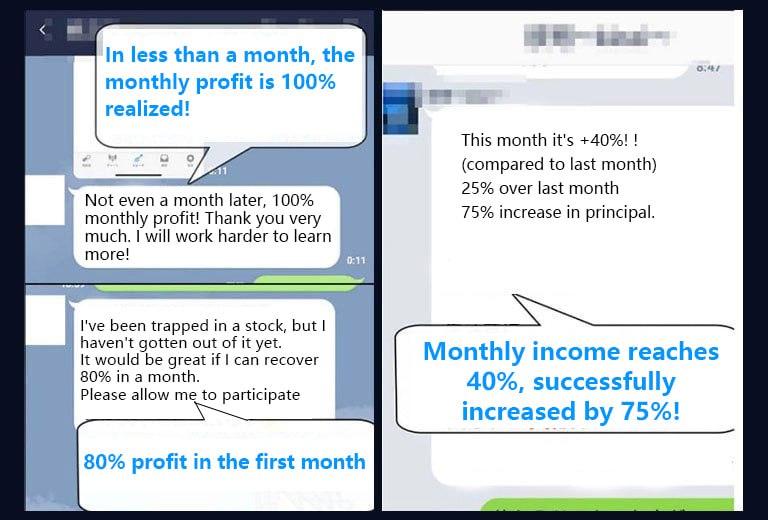 In less than a month, the
monthly profit is 100%
realized!
Not even a month later, 100%
monthly profit! Thank you very
much. I will work harder to learn
more!
0:11
I've been trapped in a stock, but I
haven't gotten out of it yet.
It would be great if I can recover
80% in a month.
Please allow me to participate
80% profit in the first month
8:47
This month it's +40%! !
(compared to last month)
25% over last month
75% increase in principal.
Monthly income reaches
40%, successfully
increased by 75%!